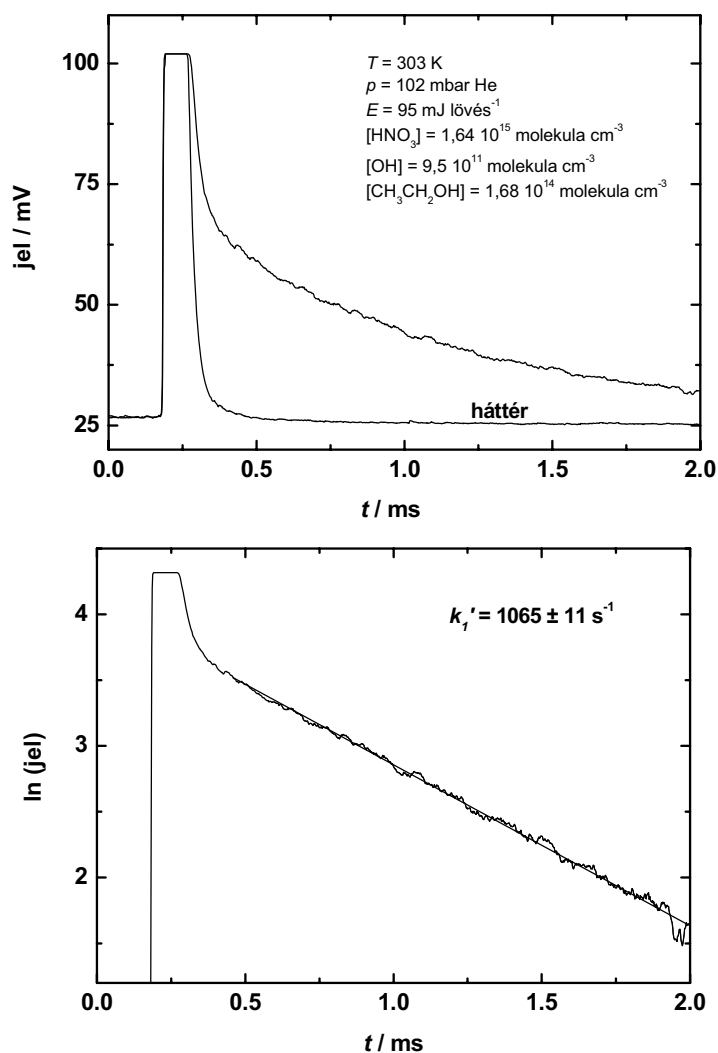 100
75
50
25
0.0
0.5
1.0
1.5
2.0
jel / mV
t / ms
T = 303 K
p = 102 mbar He
E = 95 mJ lövés⁻¹
[HNO₃] = 1,64 10¹⁵ molekula cm⁻³
[OH] = 9,5 10¹¹ molekula cm⁻³
[CH₃CH₂OH] = 1,68 10¹⁴ molekula cm⁻³
háttér
4
3
2
0.0
0.5
1.0
1.5
2.0
ln (jel)
t / ms
k₁' = 1065 ± 11 s⁻¹